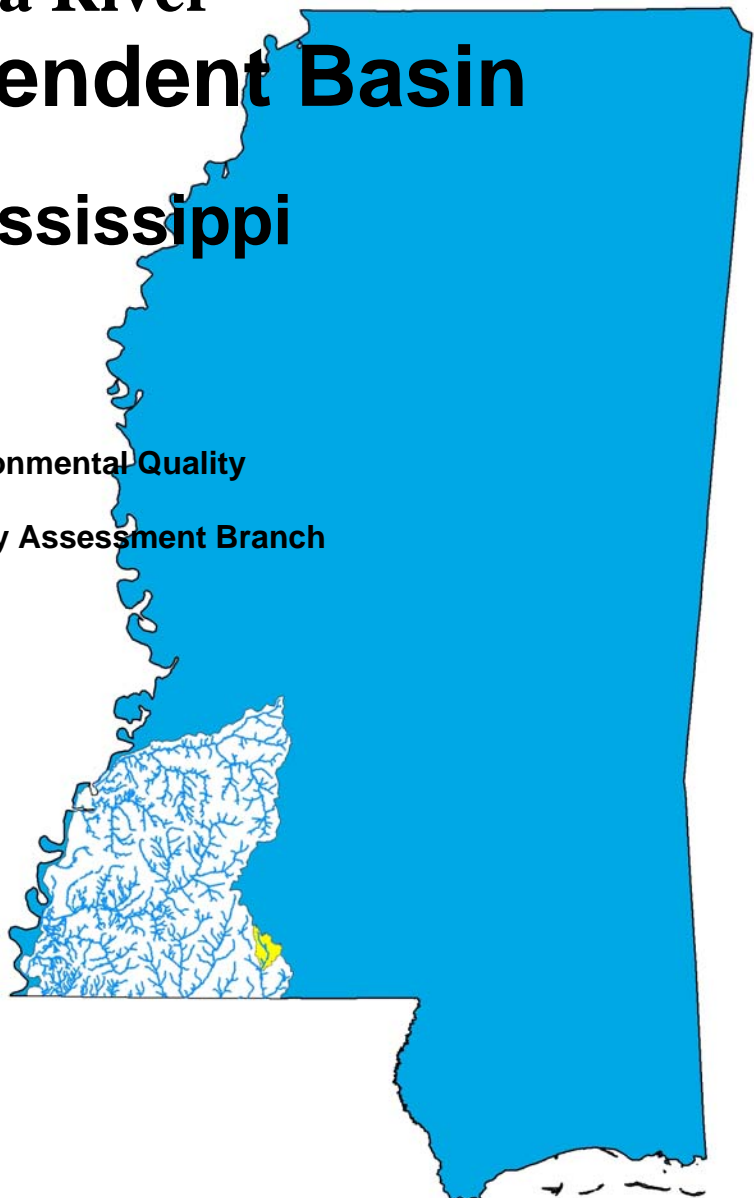 a River
endent Basin
ssissippi
onmental Quality
y Assessment Branch